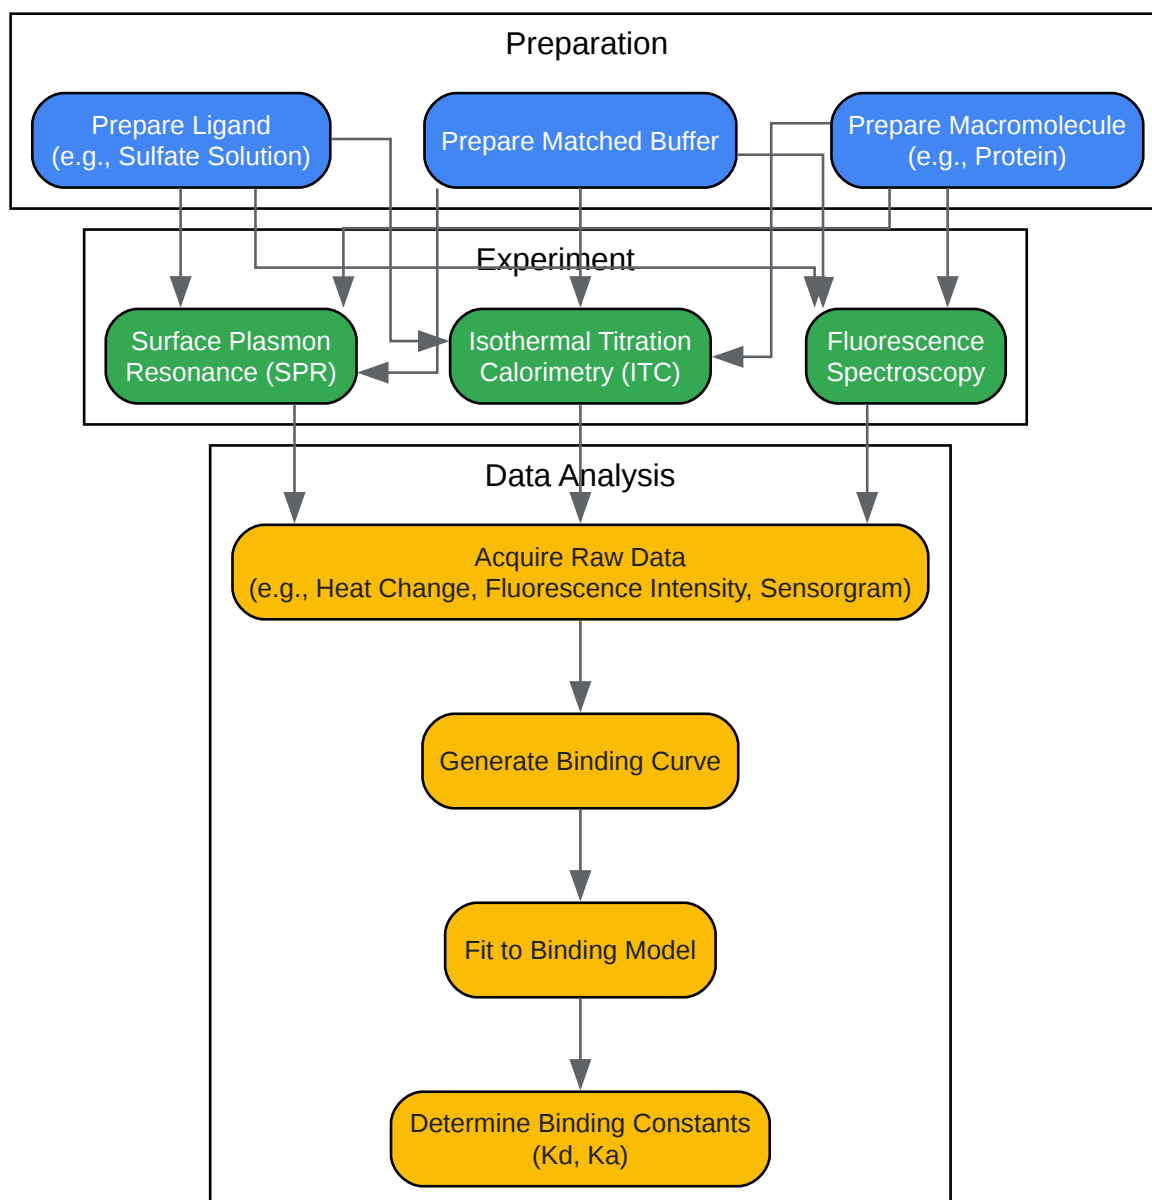 Preparation
Prepare Ligand
(e.g., Sulfate Solution)
Prepare Matched Buffer
Prepare Macromolecule
(e.g., Protein)
Experiment
Surface Plasmon
Resonance (SPR)
Isothermal Titration
Calorimetry (ITC)
Fluorescence
Spectroscopy
Data Analysis
Acquire Raw Data
(e.g., Heat Change, Fluorescence Intensity, Sensorgram)
Generate Binding Curve
Fit to Binding Model
Determine Binding Constants
(Kd, Ka)